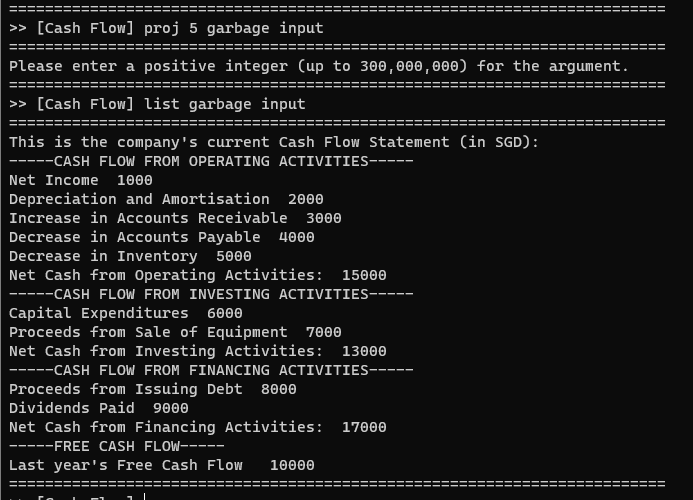 ======================================================================
>> [Cash Flow] proj 5 garbage input
======================================================================
Please enter a positive integer (up to 300,000,000) for the argument.
======================================================================
>> [Cash Flow] list garbage input
======================================================================
This is the company's current Cash Flow Statement (in SGD):
-----CASH FLOW FROM OPERATING ACTIVITIES-----
Net Income  1000
Depreciation and Amortisation  2000
Increase in Accounts Receivable  3000
Decrease in Accounts Payable  4000
Decrease in Inventory  5000
Net Cash from Operating Activities:  15000
-----CASH FLOW FROM INVESTING ACTIVITIES-----
Capital Expenditures  6000
Proceeds from Sale of Equipment  7000
Net Cash from Investing Activities:  13000
-----CASH FLOW FROM FINANCING ACTIVITIES-----
Proceeds from Issuing Debt  8000
Dividends Paid  9000
Net Cash from Financing Activities:  17000
-----FREE CASH FLOW-----
Last year's Free Cash Flow   10000
======================================================================
>> [Cash Flow]